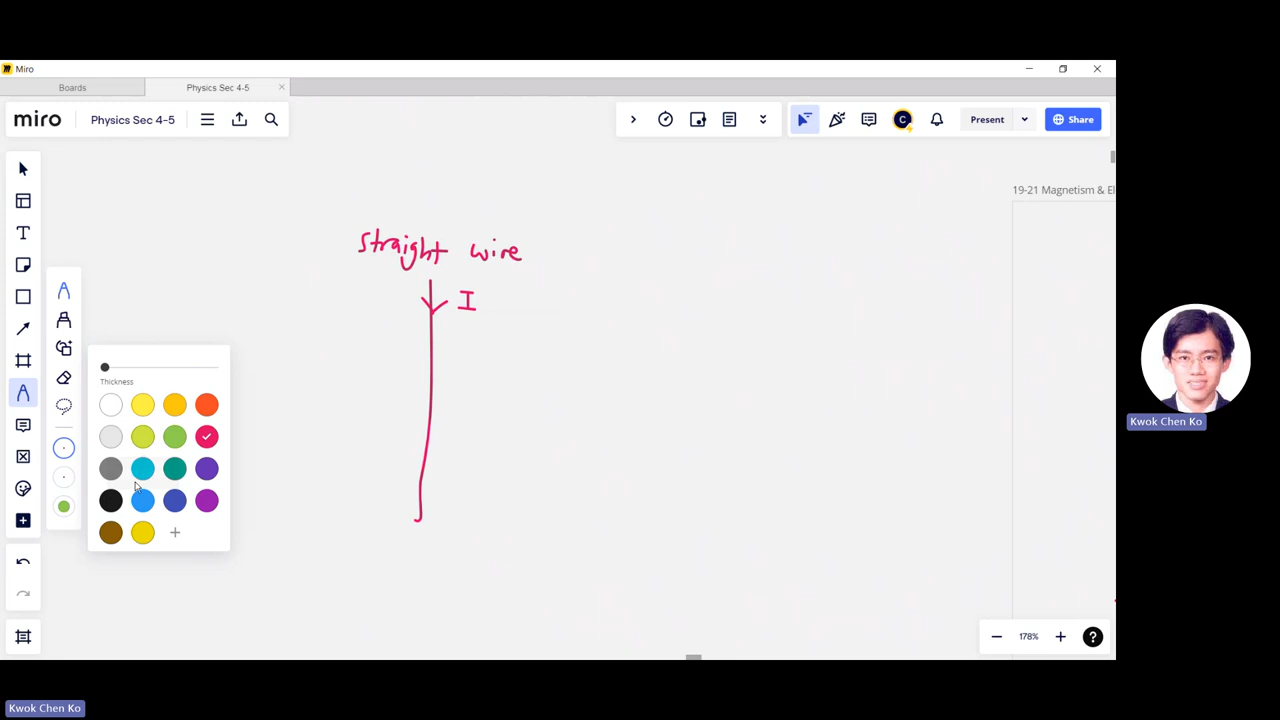 Miro
Boards
Physics Sec 4-5
miro
Physics Sec 4-5
C
Present
Share
19-21 Magnetism & El
straight wire
I
Thickness
178%
?
Kwok Chen Ko
Kwok Chen Ko